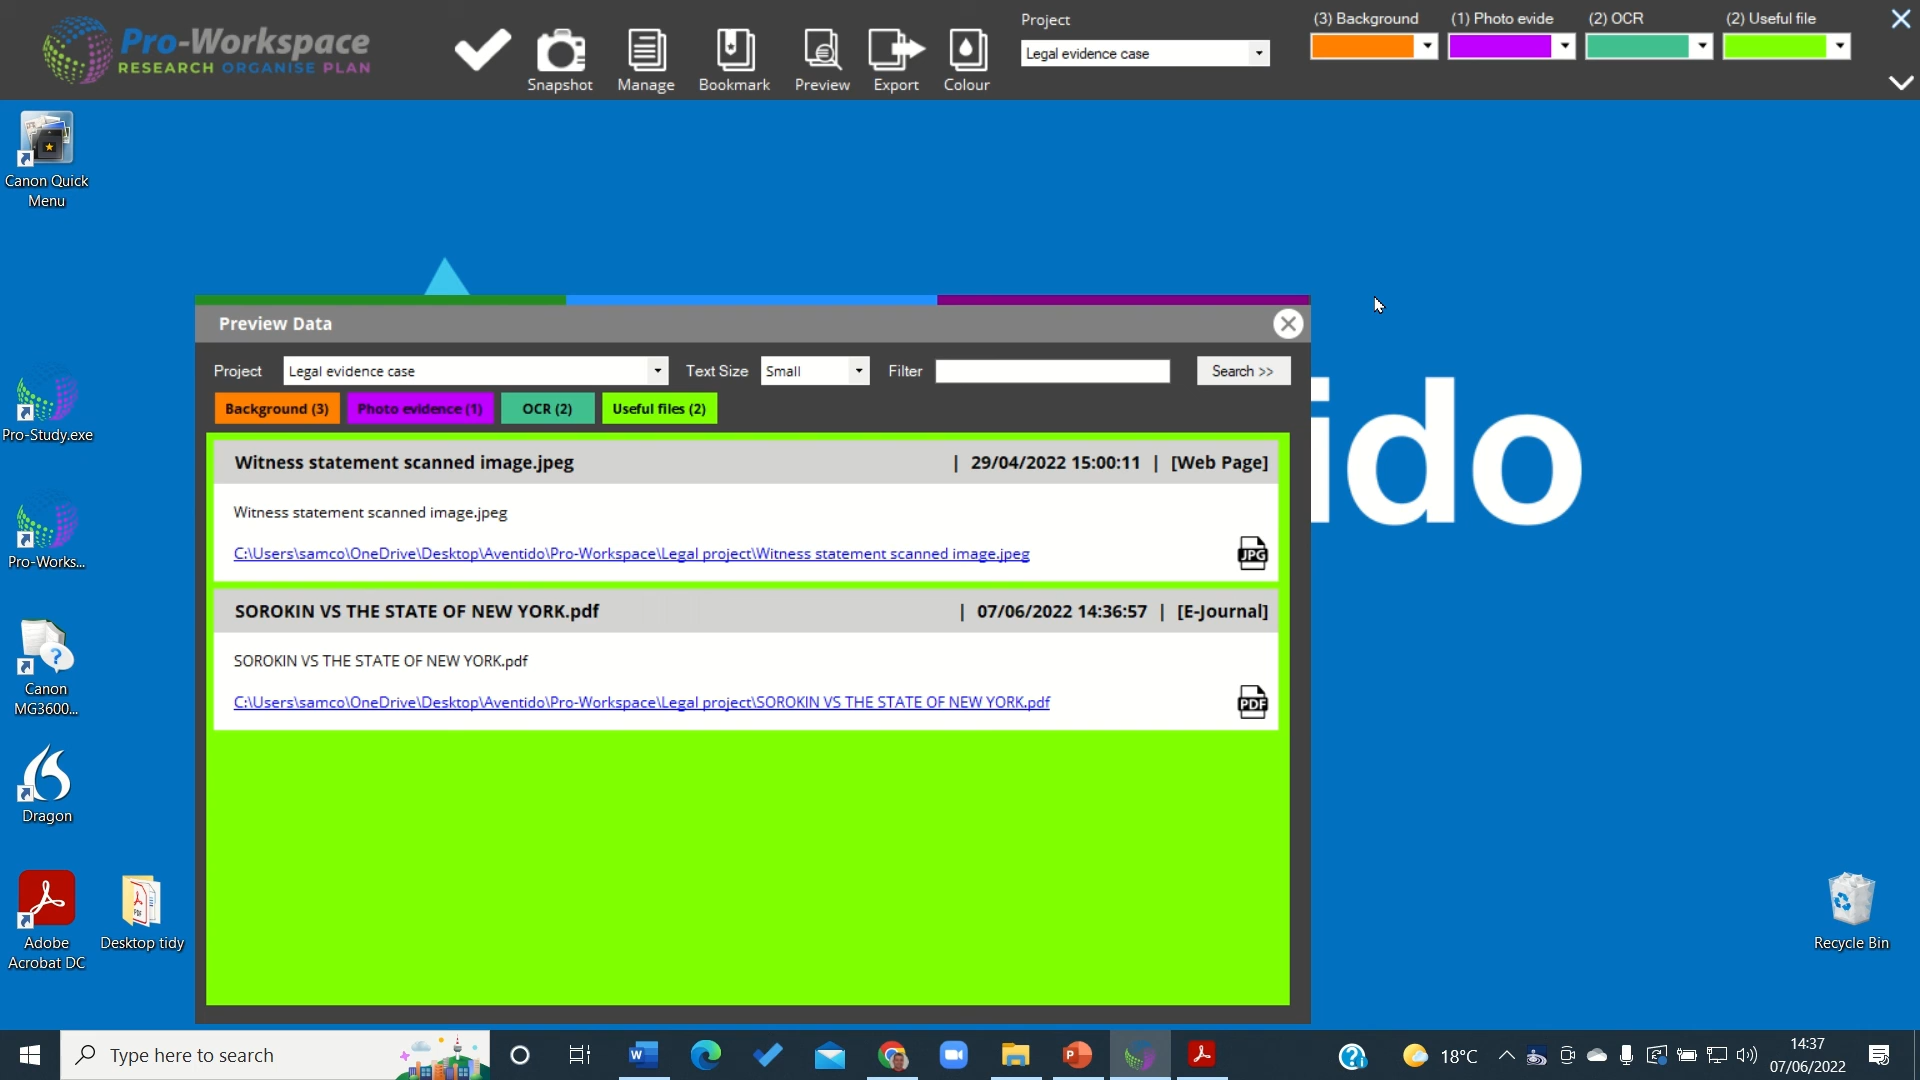 Pro-Workspace
RESEARCH ORGANISE PLAN
Snapshot
Manage
Bookmark
Preview
Export
Colour
Project
Legal evidence case
(3) Background
(1) Photo evide
(2) OCR
(2) Useful file
Canon Quick
Menu
Pro-Study.exe
Pro-Works...
Canon
MG3600...
Dragon
Adobe
Acrobat DC
Desktop tidy
ido
Preview Data
Project
Legal evidence case
Text Size
Small
Filter
Search >>
Background (3)
Photo evidence (1)
OCR (2)
Useful files (2)
Witness statement scanned image.jpeg | 29/04/2022 15:00:11 | [Web Page]
Witness statement scanned image.jpeg
C:\Users\samco\OneDrive\Desktop\Aventido\Pro-Workspace\Legal project\Witness statement scanned image.jpeg
JPG
SOROKIN VS THE STATE OF NEW YORK.pdf | 07/06/2022 14:36:57 | [E-Journal]
SOROKIN VS THE STATE OF NEW YORK.pdf
C:\Users\samco\OneDrive\Desktop\Aventido\Pro-Workspace\Legal project\SOROKIN VS THE STATE OF NEW YORK.pdf
PDF
Recycle Bin
Type here to search
18°C
14:37
07/06/2022